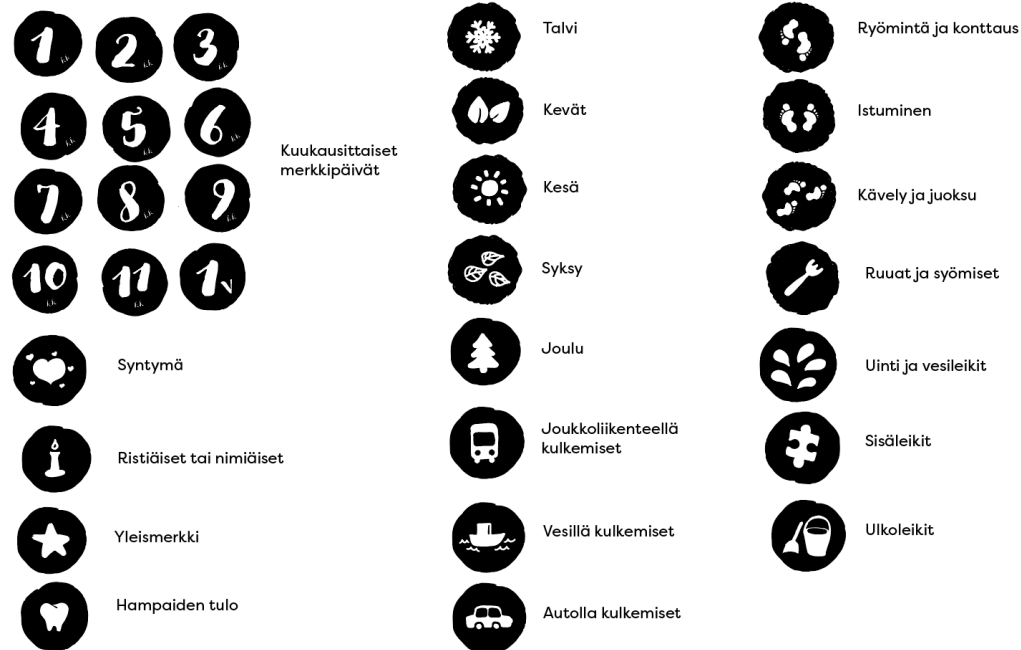 1 k.k.
2 k.k.
3 k.k.
4 k.k.
5 k.k.
6 k.k.
7 k.k.
8 k.k.
9 k.k.
10 k.k.
11 k.k.
1 v
Kuukausittaiset
merkkipäivät
Syntymä
Ristiäiset tai nimiäiset
Yleismerkki
Hampaiden tulo
Talvi
Kevät
Kesä
Syksy
Joulu
Joukkoliikenteellä
kulkemiset
Vesillä kulkemiset
Autolla kulkemiset
Ryömintä ja konttaus
Istuminen
Kävely ja juoksu
Ruuat ja syömiset
Uinti ja vesileikit
Sisäleikit
Ulkoleikit